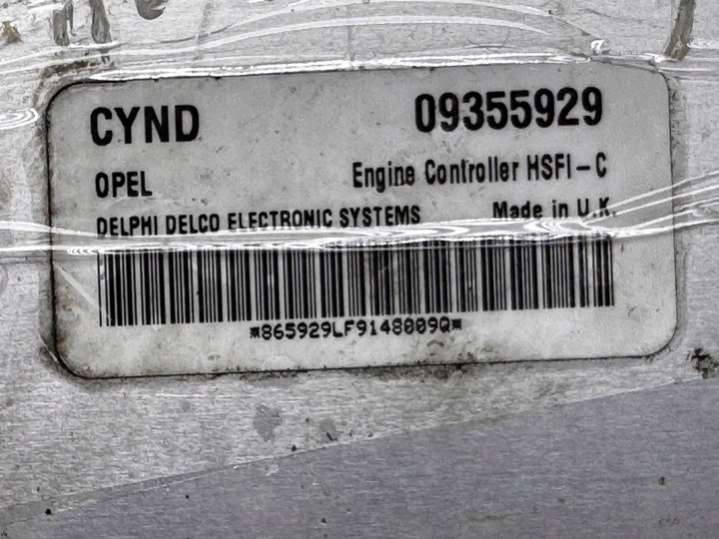 CYND 09355929
OPEL Engine Controller HSFI-C
DELPHI DELCO ELECTRONIC SYSTEMS Made in U.K.
*865929LF9148009Q*